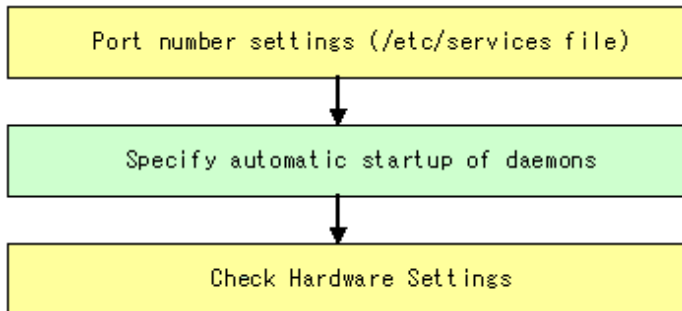 Port number settings (/etc/services file)
Specify automatic startup of daemons
Check Hardware Settings